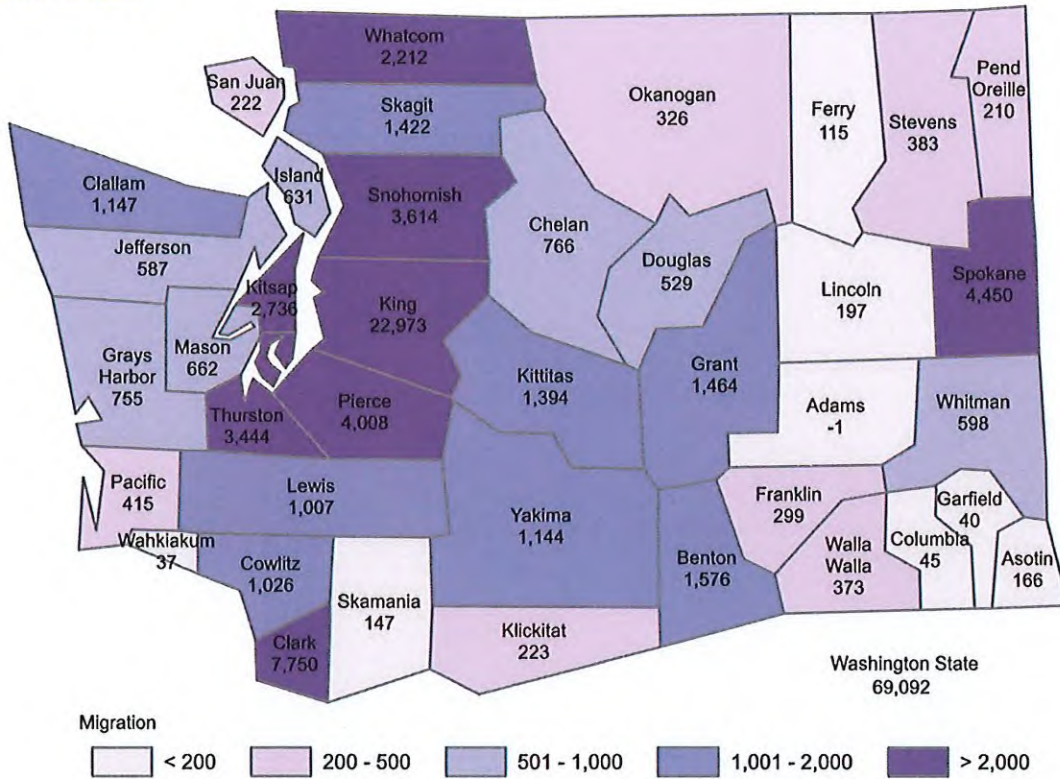 Whatcom
2,212
San Juan
222
Skagit
1,422
Okanogan
326
Ferry
115
Stevens
383
Pend
Oreille
210
Clallam
1,147
Island
631
Snohomish
3,614
Chelan
766
Douglas
529
Jefferson
587
Kitsap
2,736
King
22,973
Lincoln
197
Spokane
4,450
Grays
Harbor
755
Mason
662
Kittitas
1,394
Grant
1,464
Thurston
3,444
Pierce
4,008
Adams
-1
Whitman
598
Pacific
415
Lewis
1,007
Yakima
1,144
Benton
1,576
Franklin
299
Walla
Walla
373
Columbia
45
Garfield
40
Asotin
166
Wahkiakum
37
Cowlitz
1,026
Skamania
147
Clark
7,750
Klickitat
223
Washington State
69,092
Migration
< 200
200 - 500
501 - 1,000
1,001 - 2,000
> 2,000